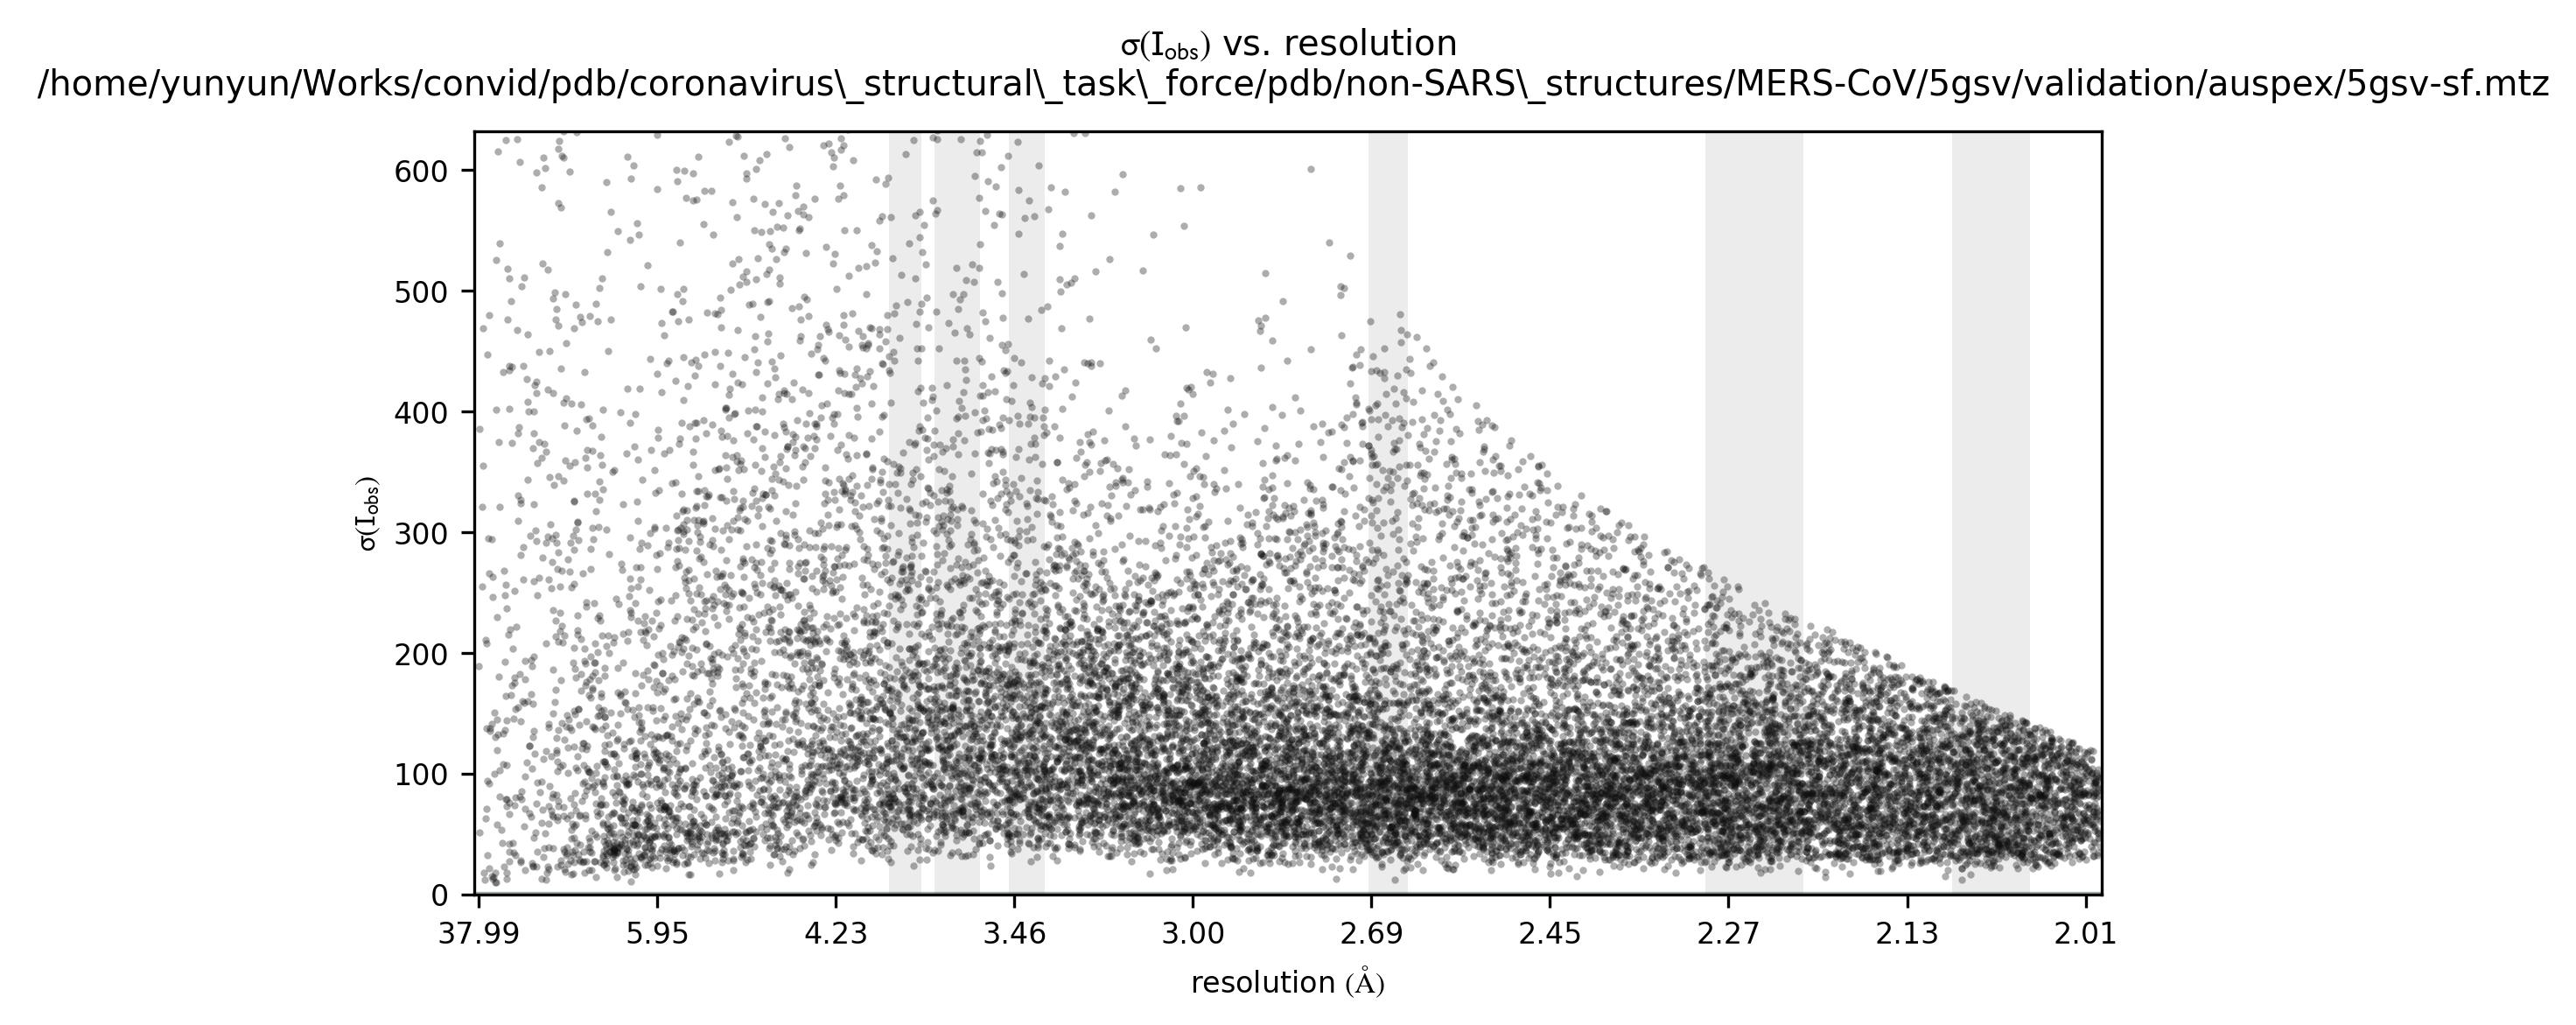 σ(I_obs) vs. resolution
/home/yunyun/Works/convid/pdb/coronavirus\_structural\_task\_force/pdb/non-SARS\_structures/MERS-CoV/5gsv/validation/auspex/5gsv-sf.mtz
600
500
400
300
200
100
0
σ(I_obs)
37.99 5.95 4.23 3.46 3.00 2.69 2.45 2.27 2.13 2.01
resolution (Å)